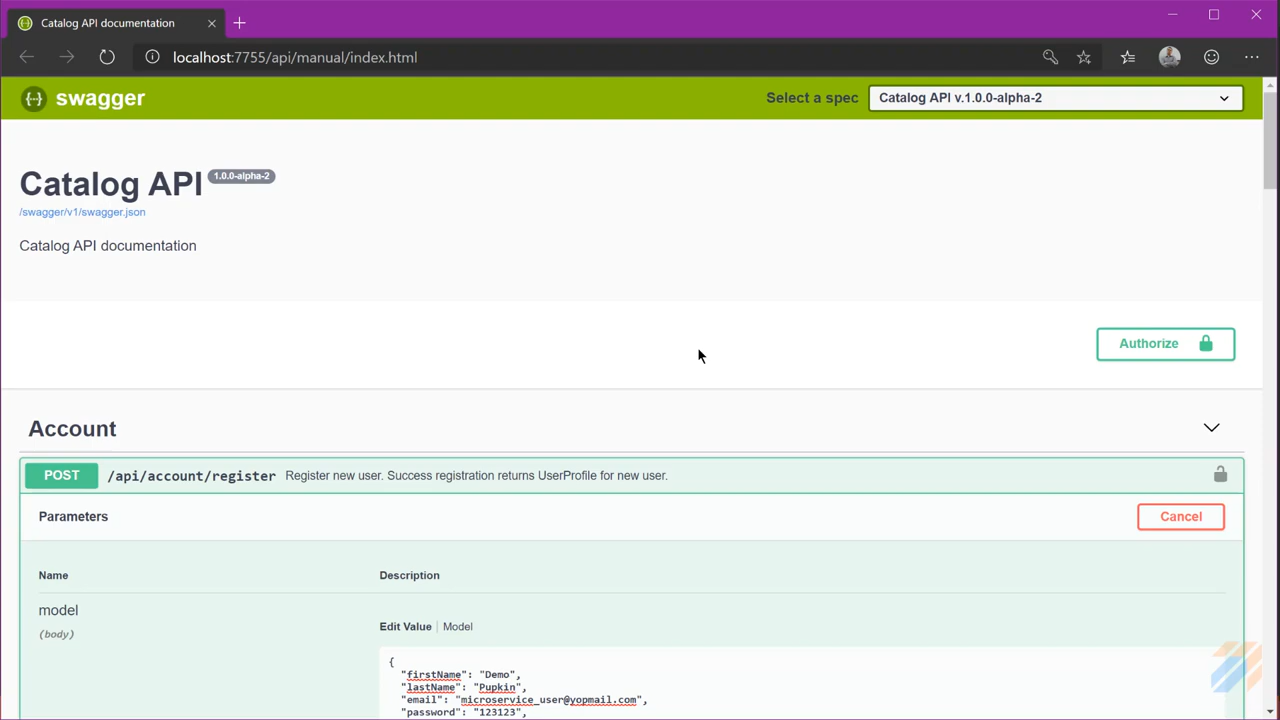 Catalog API documentation
localhost:7755/api/manual/index.html
swagger
Select a spec
Catalog API v.1.0.0-alpha-2
Catalog API 1.0.0-alpha-2
/swagger/v1/swagger.json
Catalog API documentation
Authorize
Account
POST /api/account/register Register new user. Success registration returns UserProfile for new user.
Parameters
Cancel
Name Description
model
(body)
Edit Value | Model
{
"firstName": "Demo",
"lastName": "Pupkin",
"email": "microservice_user@yopmail.com",
"password": "123123",